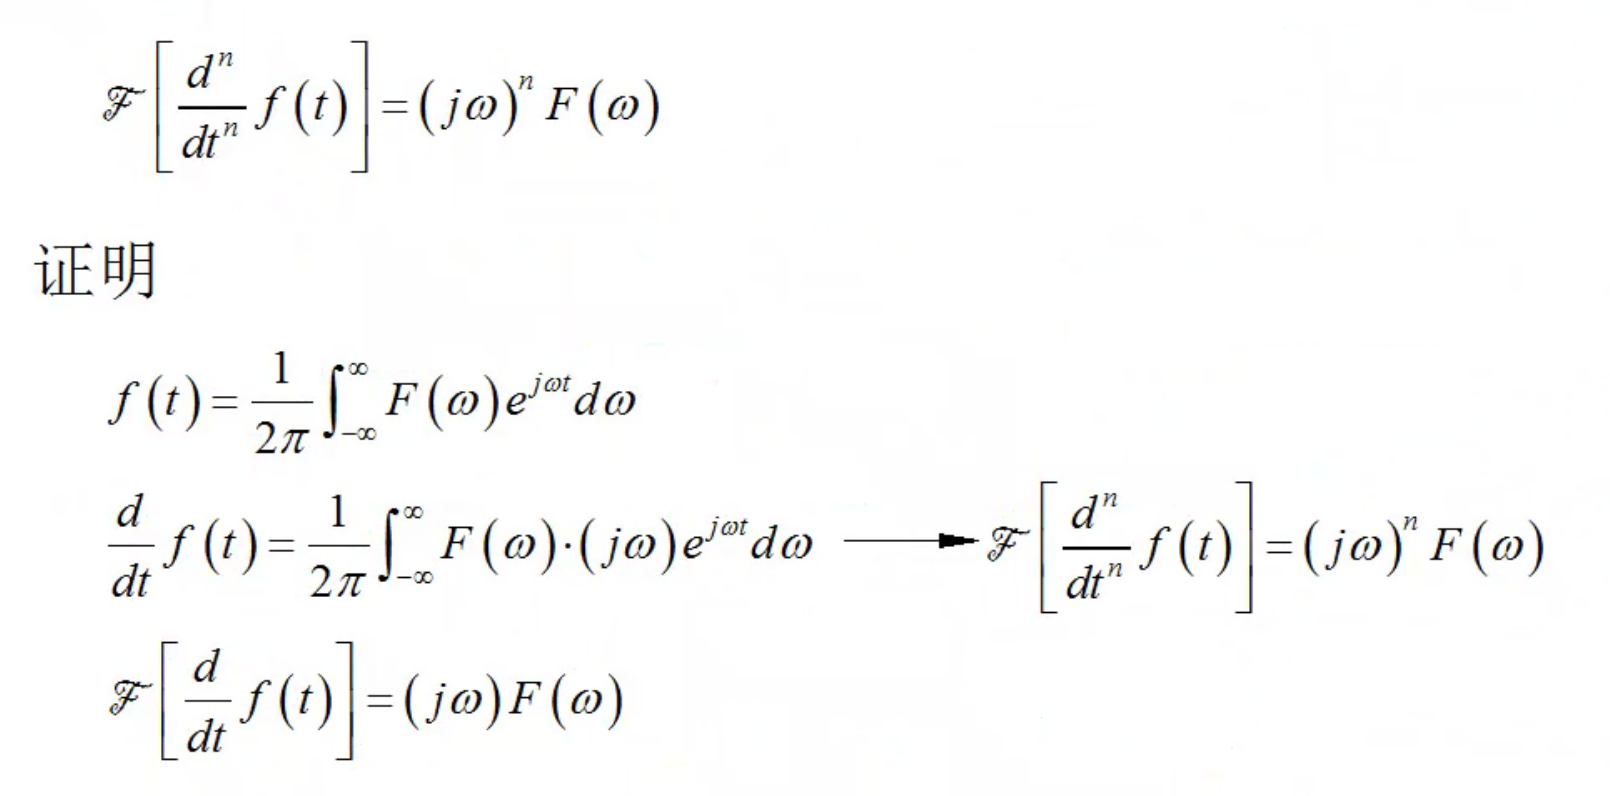 ℱ[dⁿ/dtⁿ f(t)] = (jω)ⁿ F(ω)
证明
f(t) = 1/2π ∫_{-∞}^{∞} F(ω)e^{jωt}dω
d/dt f(t) = 1/2π ∫_{-∞}^{∞} F(ω)·(jω)e^{jωt}dω → ℱ[dⁿ/dtⁿ f(t)] = (jω)ⁿ F(ω)
ℱ[d/dt f(t)] = (jω)F(ω)